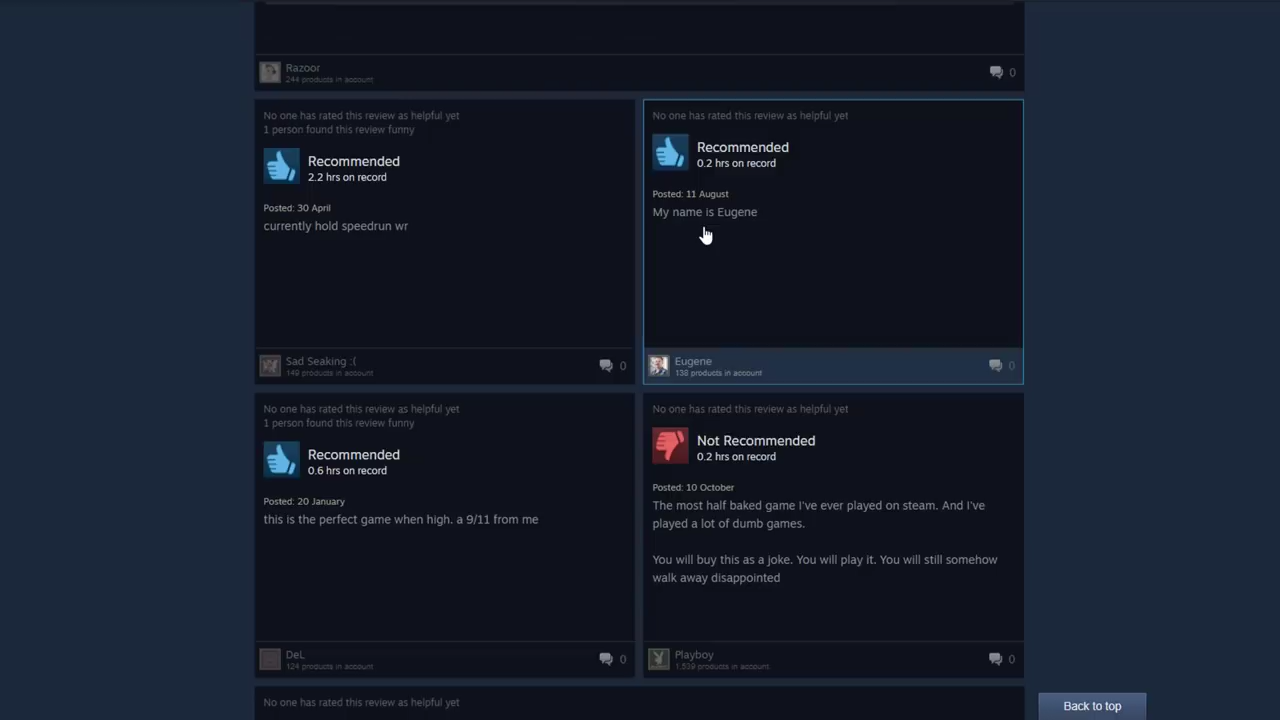 Razoor
244 products in account
0
No one has rated this review as helpful yet
1 person found this review funny
Recommended
2.2 hrs on record
Posted: 30 April
currently hold speedrun wr
Sad Seaking :(
149 products in account
0
No one has rated this review as helpful yet
Recommended
0.2 hrs on record
Posted: 11 August
My name is Eugene
Eugene
138 products in account
0
No one has rated this review as helpful yet
1 person found this review funny
Recommended
0.6 hrs on record
Posted: 20 January
this is the perfect game when high. a 9/11 from me
DeL
124 products in account
0
No one has rated this review as helpful yet
Not Recommended
0.2 hrs on record
Posted: 10 October
The most half baked game I've ever played on steam. And I've
played a lot of dumb games.
You will buy this as a joke. You will play it. You will still somehow
walk away disappointed
Playboy
1,539 products in account
0
No one has rated this review as helpful yet
Back to top